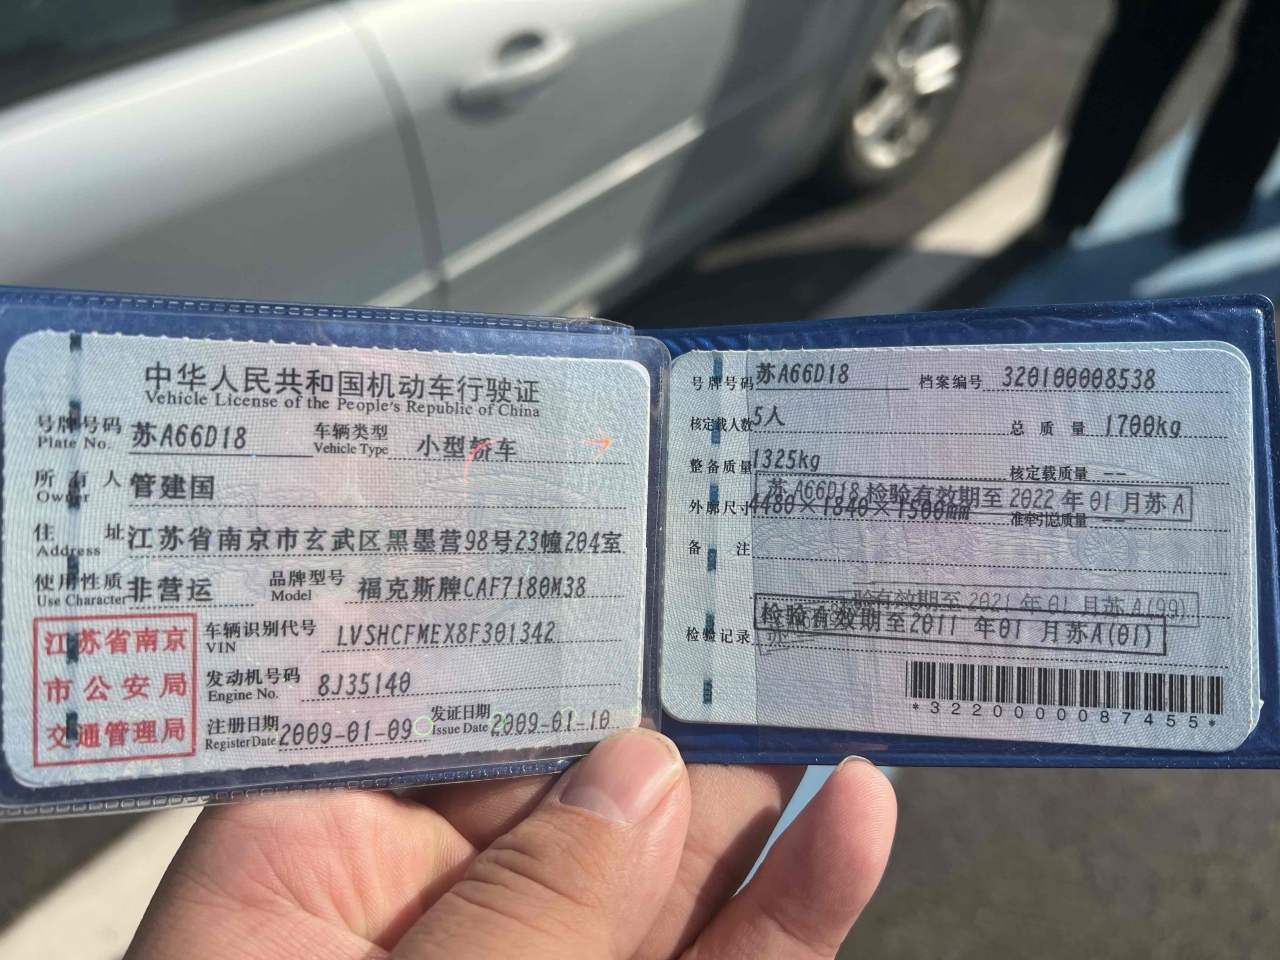 中华人民共和国机动车行驶证
Vehicle License of the People's Republic of China
号牌号码 Plate No. 苏A66D18 车辆类型 Vehicle Type 小型轿车
所有人 Owner 管建国
住址 Address 江苏省南京市玄武区黑墨营98号23幢204室
使用性质 Use Character 非营运 品牌型号 Model 福克斯牌CAF7180M38
江苏省南京市公安局交通管理局
车辆识别代号 VIN LVSHCFMEX8F301342
发动机号码 Engine No. 8J35140
注册日期 Register Date 2009-01-09 发证日期 Issue Date 2009-01-10
号牌号码 苏A66D18 档案编号 320100008538
核定载人数 5人 总质量 1700kg
整备质量 1325kg 核定载质量 --
苏A66D18 检验有效期至 2022 年 01 月苏A
外廓尺寸 4480×1840×1500mm 准牵引总质量 --
备注
验有效期至 2021 年 01 月苏A(99)
检验记录 检验有效期至2011 年01 月苏A(01)
*3220000087455*